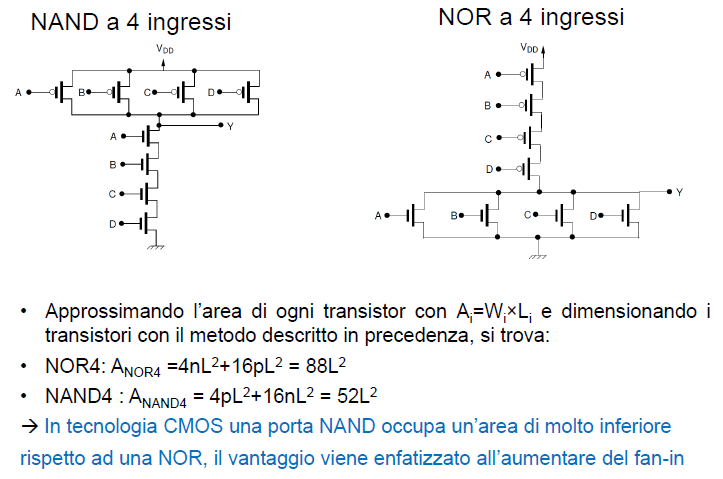 NAND a 4 ingressi
NOR a 4 ingressi
VDD
A
B
C
D
Y
A
B
C
D
VDD
A
B
C
D
Y
A
B
C
D
• Approssimando l'area di ogni transistor con Ai=Wi×Li e dimensionando i
transistori con il metodo descritto in precedenza, si trova:
• NOR4: ANOR4 =4nL²+16pL² = 88L²
• NAND4 : ANAND4 = 4pL²+16nL² = 52L²
→ In tecnologia CMOS una porta NAND occupa un'area di molto inferiore
rispetto ad una NOR, il vantaggio viene enfatizzato all'aumentare del fan-in